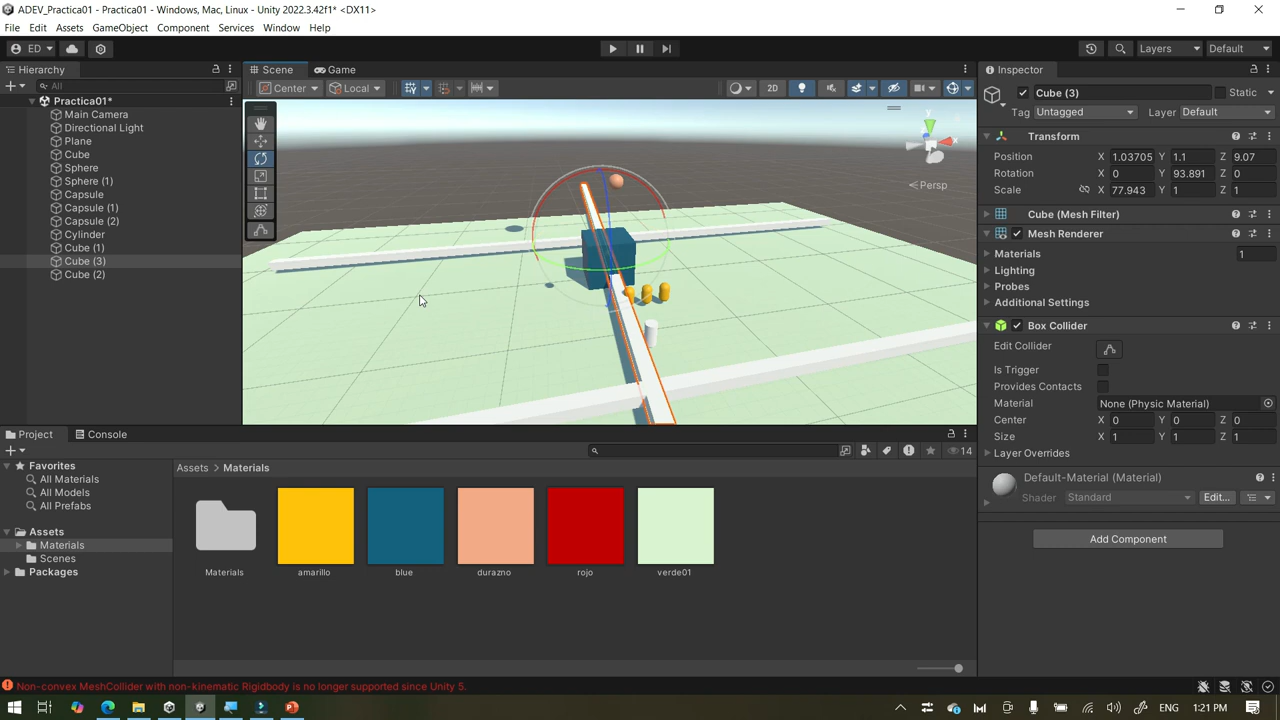 ADEV_Practica01 - Practica01 - Windows, Mac, Linux - Unity 2022.3.42f1* <DX11>
File Edit Assets GameObject Component Services Window Help
ED Layers Default
Hierarchy Scene Game Inspector
All
Center Local 2D
Practica01*
Main Camera
Directional Light
Plane
Cube
Sphere
Sphere (1)
Capsule
Capsule (1)
Capsule (2)
Cylinder
Cube (1)
Cube (3)
Cube (2)
y
x
Persp
Cube (3) Static
Tag Untagged Layer Default
Transform
Position X 1.03705 Y 1.1 Z 9.07
Rotation X 0 Y 93.891 Z 0
Scale X 77.943 Y 1 Z 1
Cube (Mesh Filter)
Mesh Renderer
Materials 1
Lighting
Probes
Additional Settings
Box Collider
Edit Collider
Is Trigger
Provides Contacts
Material None (Physic Material)
Center X 0 Y 0 Z 0
Size X 1 Y 1 Z 1
Layer Overrides
Default-Material (Material)
Shader Standard Edit...
Add Component
Project Console
14
Favorites
All Materials
All Models
All Prefabs
Assets
Materials
Scenes
Packages
Assets > Materials
Materials amarillo blue durazno rojo verde01
Non-convex MeshCollider with non-kinematic Rigidbody is no longer supported since Unity 5.
1:21 PM